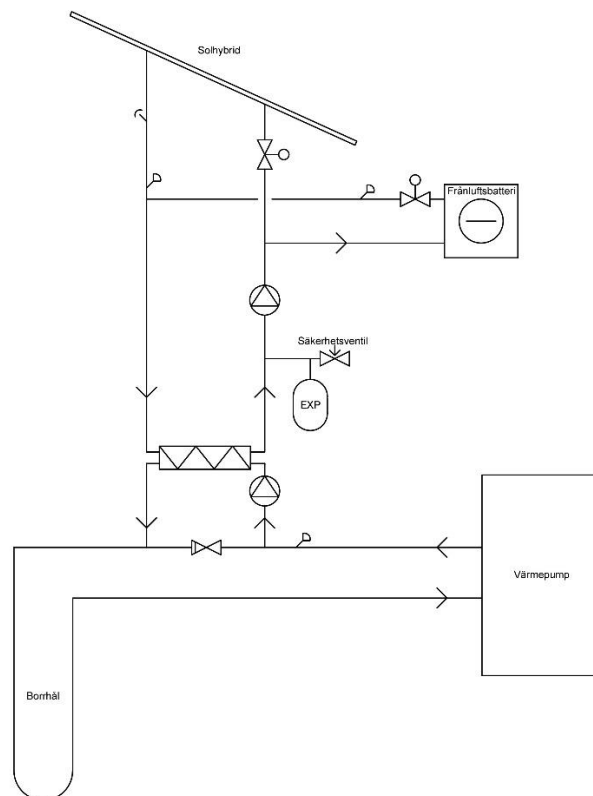 Solhybrid
Frånluftsbatteri
Säkerhetsventil
EXP
Värmepump
Borrhål